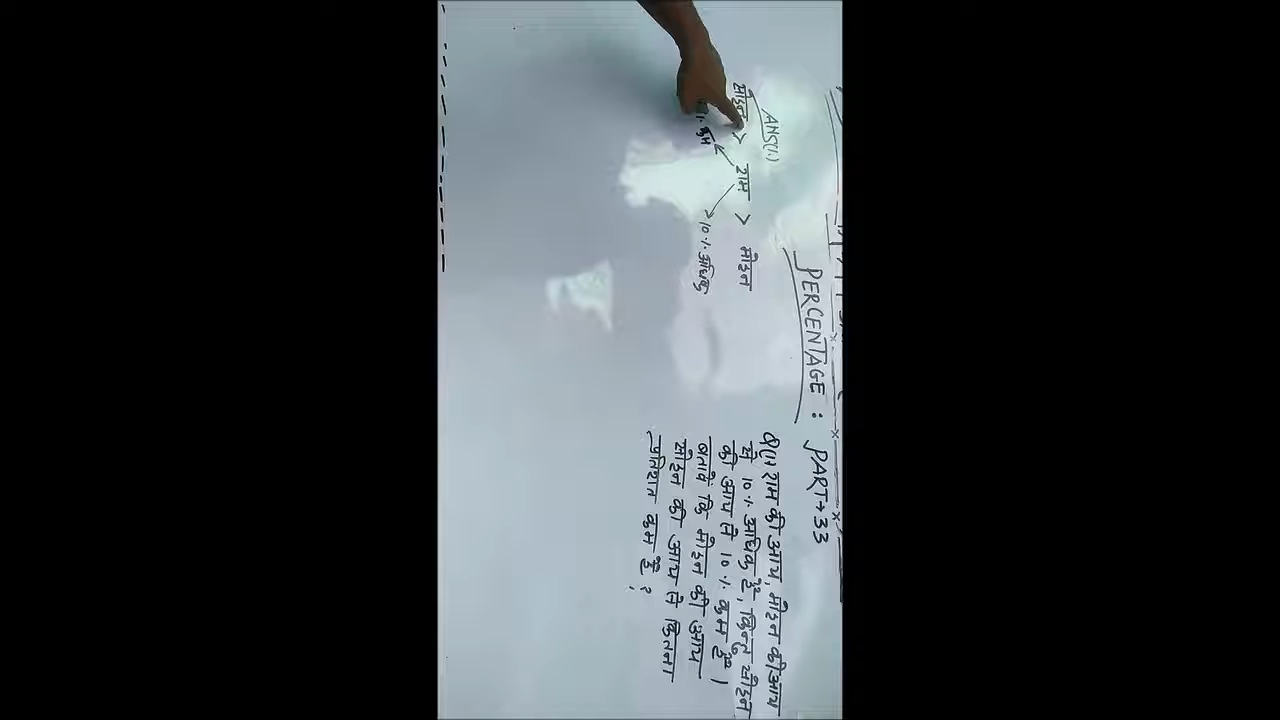 PERCENTAGE : PART→33
Q(1) राम की आय, मोहन की आय
से 10% अधिक है, किन्तु सोहन
की आय से 10% कम है।
बतावें कि मोहन की आय
सोहन की आय से कितना
प्रतिशत कम है?
ANS(1)
सोहन > राम > मोहन
% कम
10% अधिक